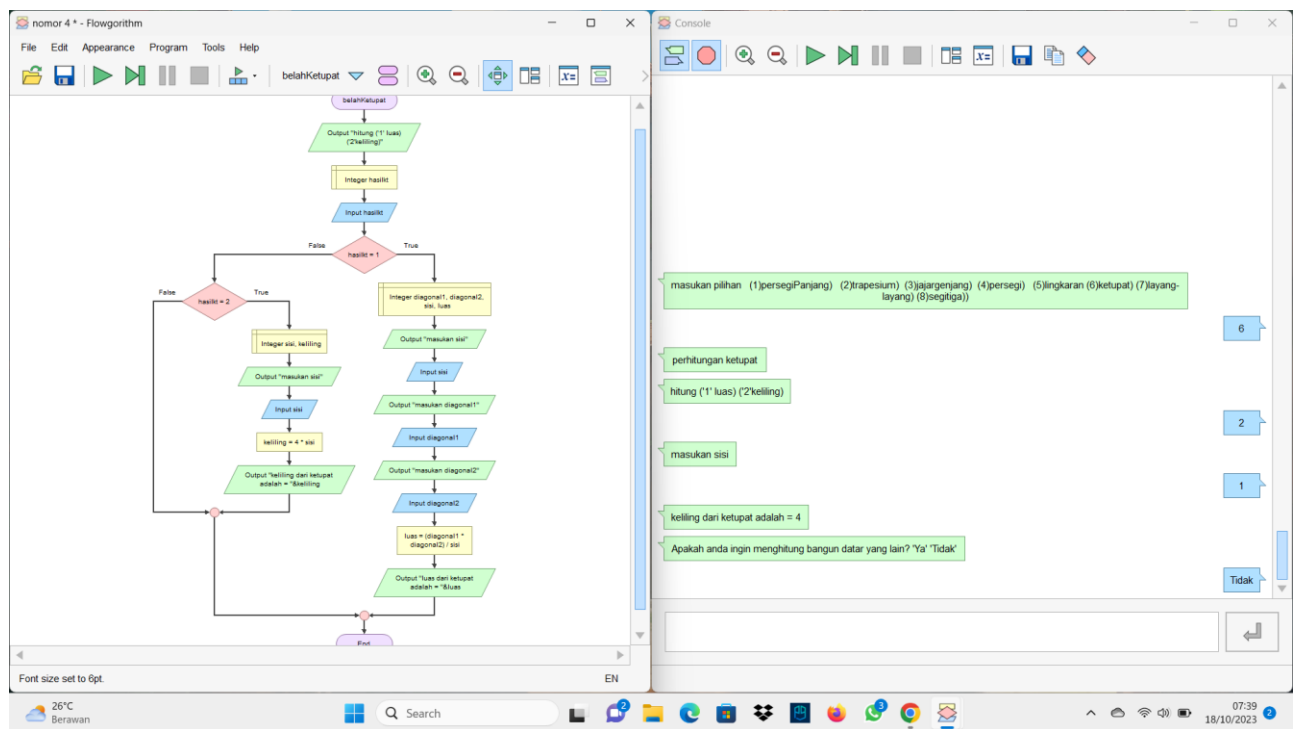 nomor 4 * - Flowgorithm
File Edit Appearance Program Tools Help
belahKetupat
belahKetupat
Output "hitung ('1' luas)
('2'keliling)"
Integer hasilkt
Input hasilkt
False
True
hasilkt = 1
False
True
hasilkt = 2
Integer sisi, keliling
Output "masukan sisi"
Input sisi
keliling = 4 * sisi
Output "keliling dari ketupat
adalah = "&keliling
Integer diagonal1, diagonal2,
sisi, luas
Output "masukan sisi"
Input sisi
Output "masukan diagonal1"
Input diagonal1
Output "masukan diagonal2"
Input diagonal2
luas = (diagonal1 *
diagonal2) / sisi
Output "luas dari ketupat
adalah = "&luas
End
Font size set to 6pt.
EN
Console
masukan pilihan (1)persegiPanjang) (2)trapesium) (3)jajargenjang) (4)persegi) (5)lingkaran (6)ketupat) (7)layang-
layang) (8)segitiga))
6
perhitungan ketupat
hitung ('1' luas) ('2'keliling)
2
masukan sisi
1
keliling dari ketupat adalah = 4
Apakah anda ingin menghitung bangun datar yang lain? 'Ya' 'Tidak'
Tidak
26°C
Berawan
Search
2
3
07:39
18/10/2023
2